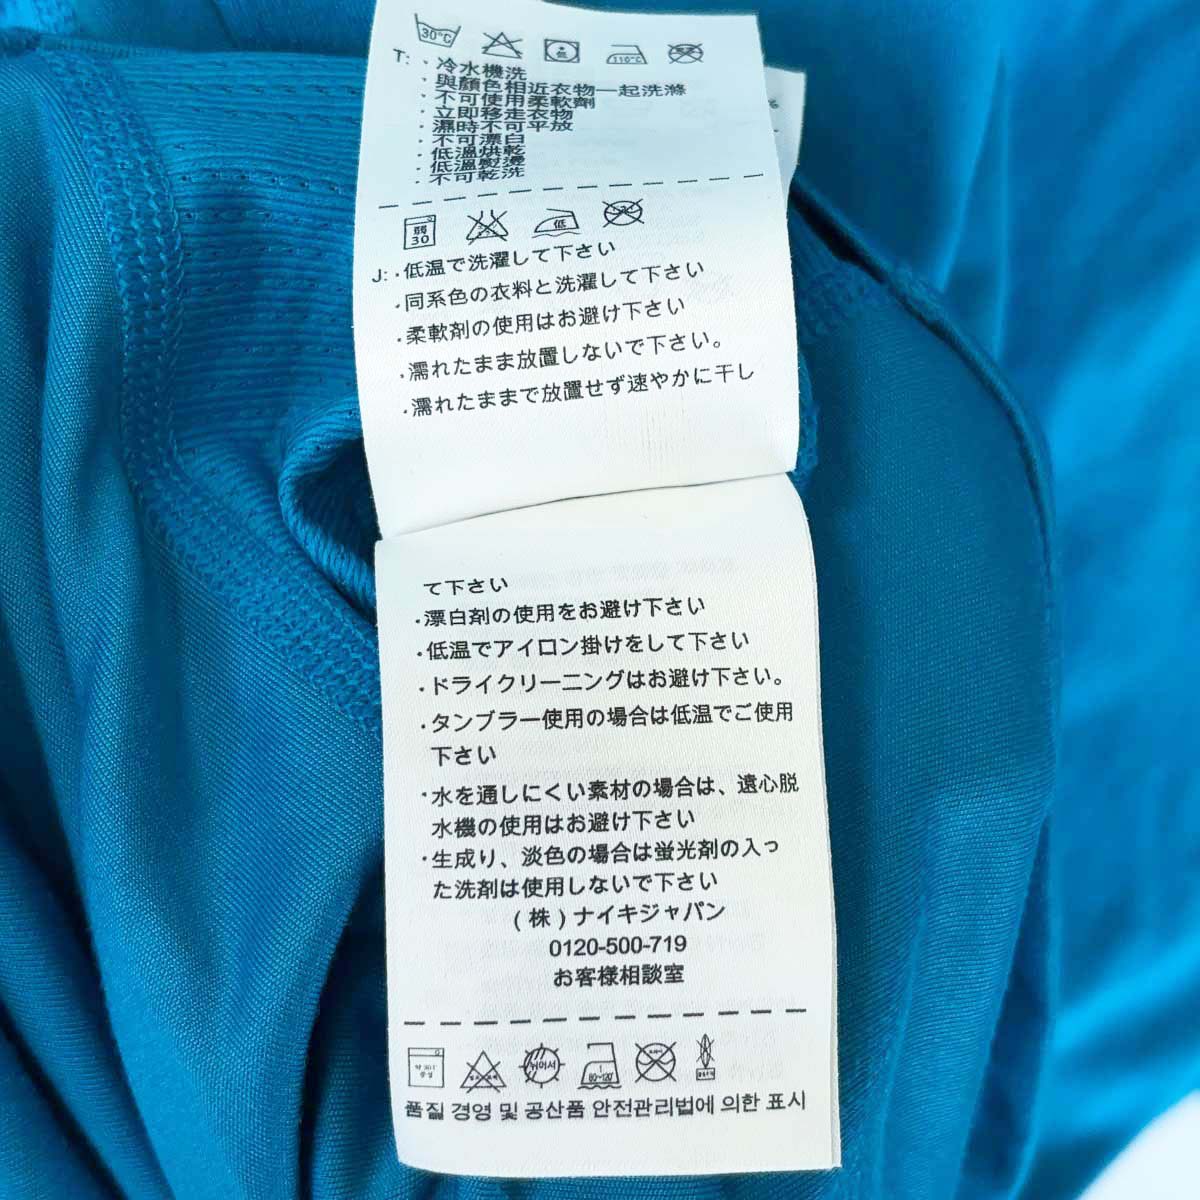 30°C
低
110°C
T: · 冷水機洗
· 與顏色相近衣物一起洗滌
· 不可使用柔軟劑
· 立即移走衣物
· 濕時不可平放
· 不可漂白
· 低溫烘乾
· 低溫熨燙
· 不可乾洗
弱
30
低
J: ・低温で洗濯して下さい
・同系色の衣料と洗濯して下さい
・柔軟剤の使用はお避け下さい
・濡れたまま放置しないで下さい。
・濡れたままで放置せず速やかに干し
て下さい
・漂白剤の使用をお避け下さい
・低温でアイロン掛けをして下さい
・ドライクリーニングはお避け下さい。
・タンブラー使用の場合は低温でご使用
下さい
・水を通しにくい素材の場合は、遠心脱
水機の使用はお避け下さい
・生成り、淡色の場合は蛍光剤の入っ
た洗剤は使用しないで下さい
(株)ナイキジャパン
0120-500-719
お客様相談室
80~120
품질 경영 및 공산품 안전관리법에 의한 표시